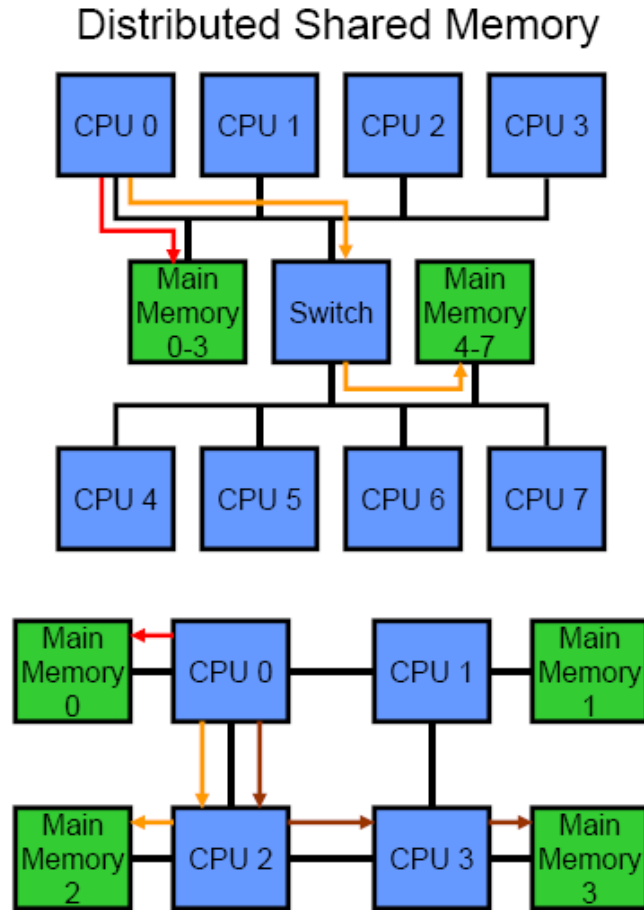 Distributed Shared Memory
CPU 0
CPU 1
CPU 2
CPU 3
Main
Memory
0-3
Switch
Main
Memory
4-7
CPU 4
CPU 5
CPU 6
CPU 7
Main
Memory
0
CPU 0
CPU 1
Main
Memory
1
Main
Memory
2
CPU 2
CPU 3
Main
Memory
3